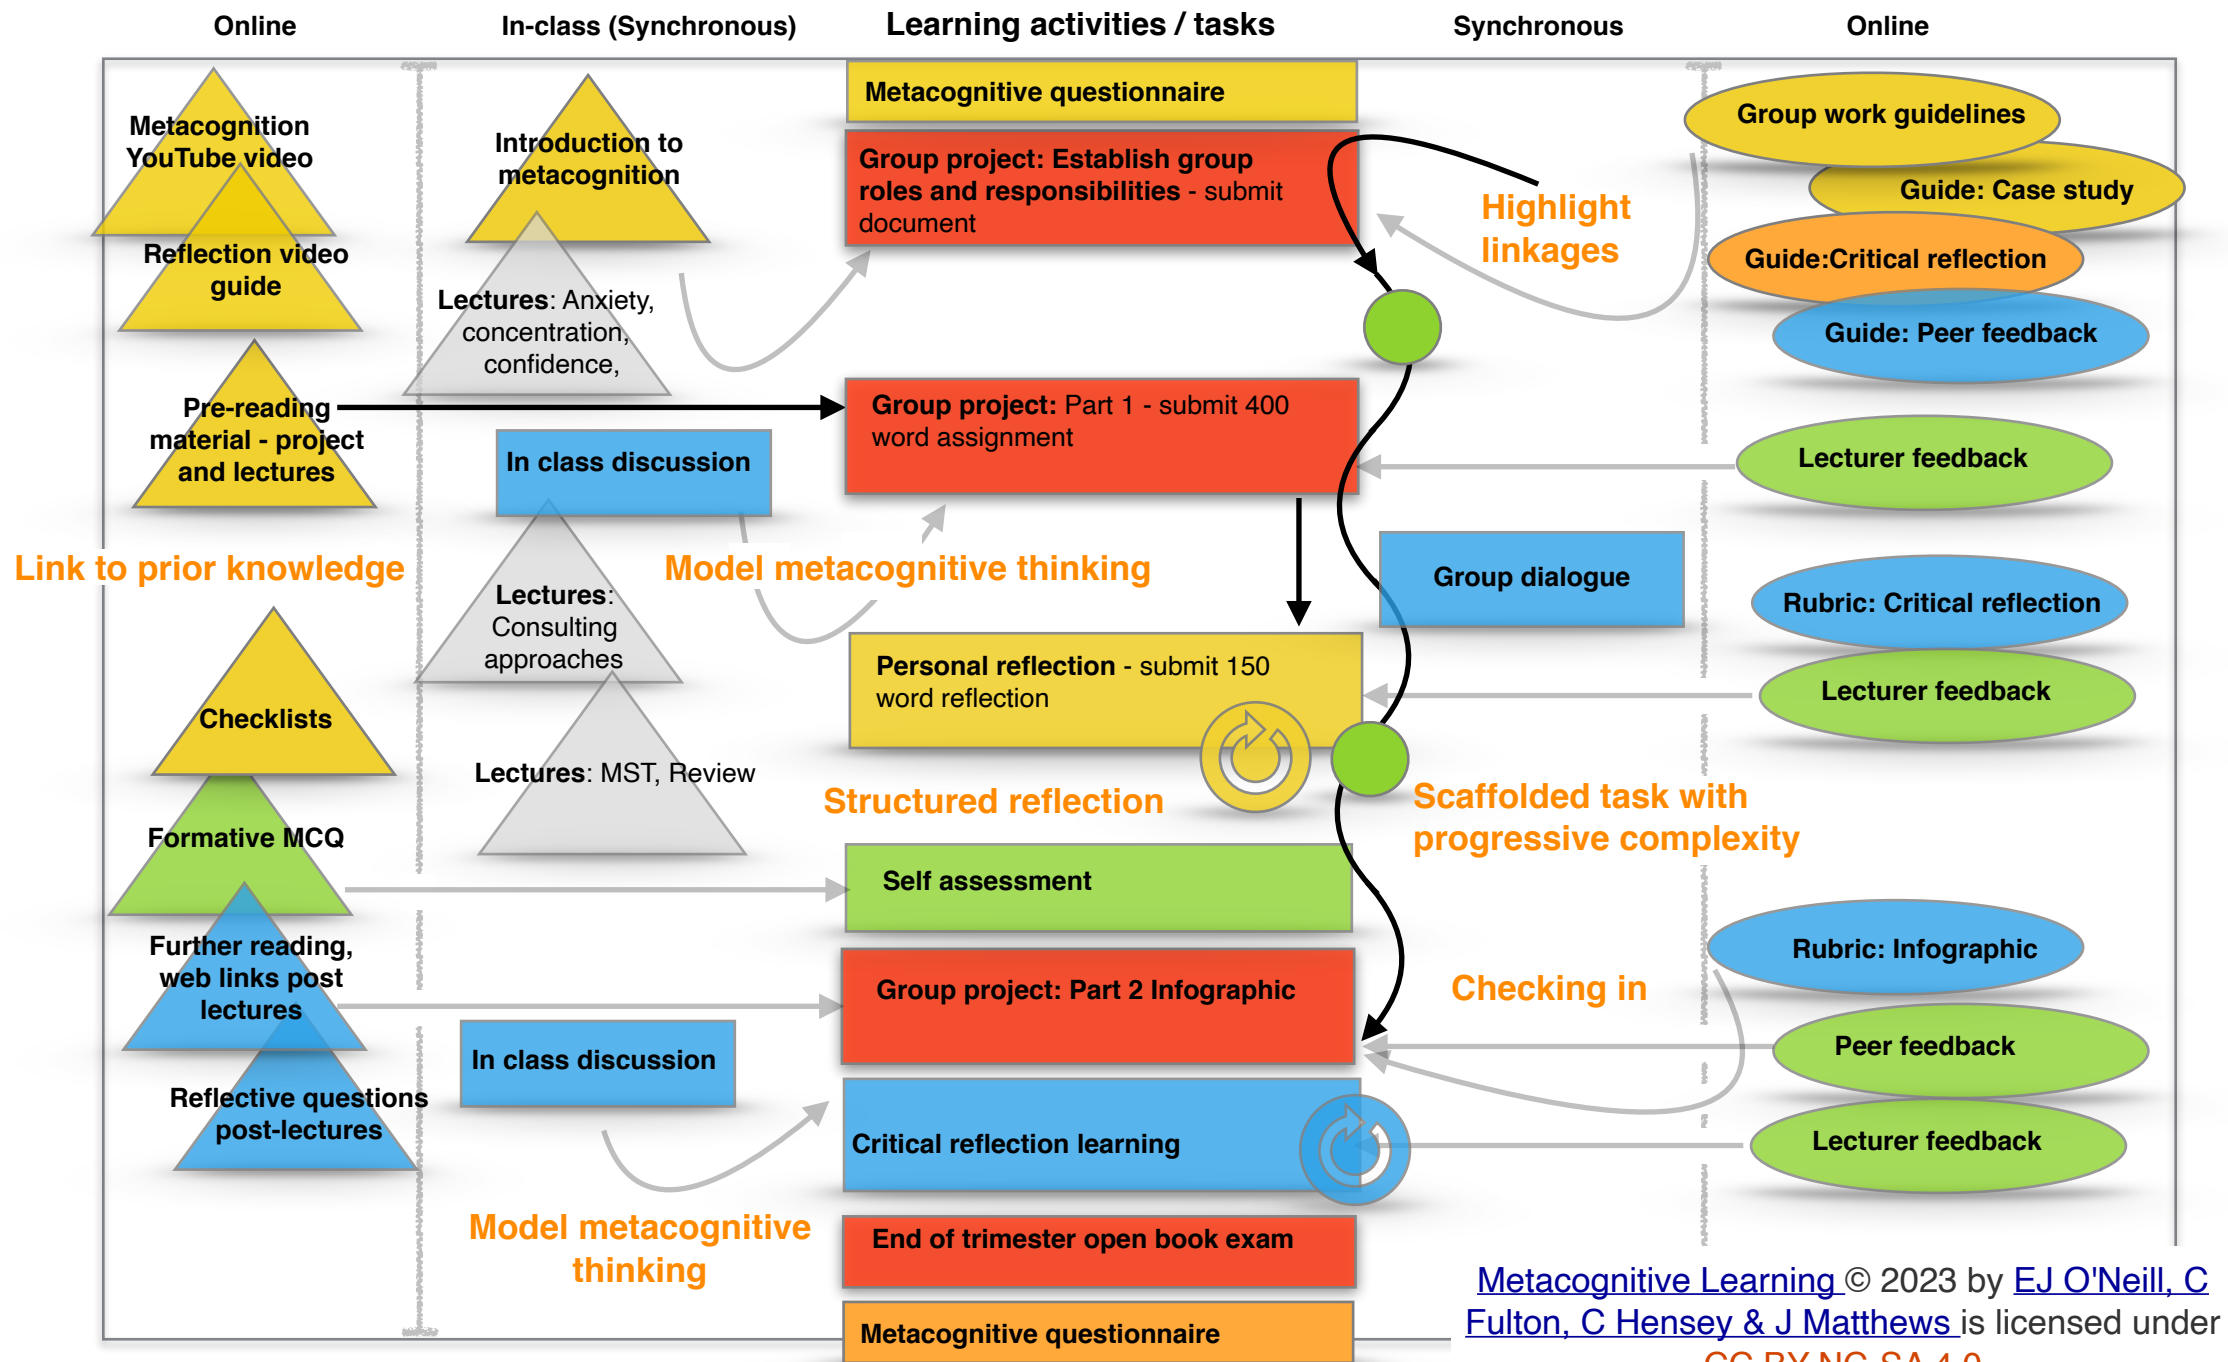 Online
In-class (Synchronous)
Learning activities / tasks
Synchronous
Online
Metacognition
YouTube video
Reflection video
guide
Pre-reading
material - project
and lectures
Link to prior knowledge
Checklists
Formative MCQ
Further reading,
web links post
lectures
Reflective questions
post-lectures
Introduction to
metacognition
Lectures: Anxiety,
concentration,
confidence,
In class discussion
Model metacognitive thinking
Lectures:
Consulting
approaches
Lectures: MST, Review
In class discussion
Model metacognitive
thinking
Metacognitive questionnaire
Group project: Establish group
roles and responsibilities - submit
document
Group project: Part 1 - submit 400
word assignment
Personal reflection - submit 150
word reflection
Structured reflection
Self assessment
Group project: Part 2 Infographic
Critical reflection learning
End of trimester open book exam
Metacognitive questionnaire
Highlight
linkages
Group dialogue
Scaffolded task with
progressive complexity
Checking in
Group work guidelines
Guide: Case study
Guide:Critical reflection
Guide: Peer feedback
Lecturer feedback
Rubric: Critical reflection
Lecturer feedback
Rubric: Infographic
Peer feedback
Lecturer feedback
Metacognitive Learning © 2023 by EJ O'Neill, C
Fulton, C Hensey & J Matthews is licensed under
CC BY-NC-SA 4.0